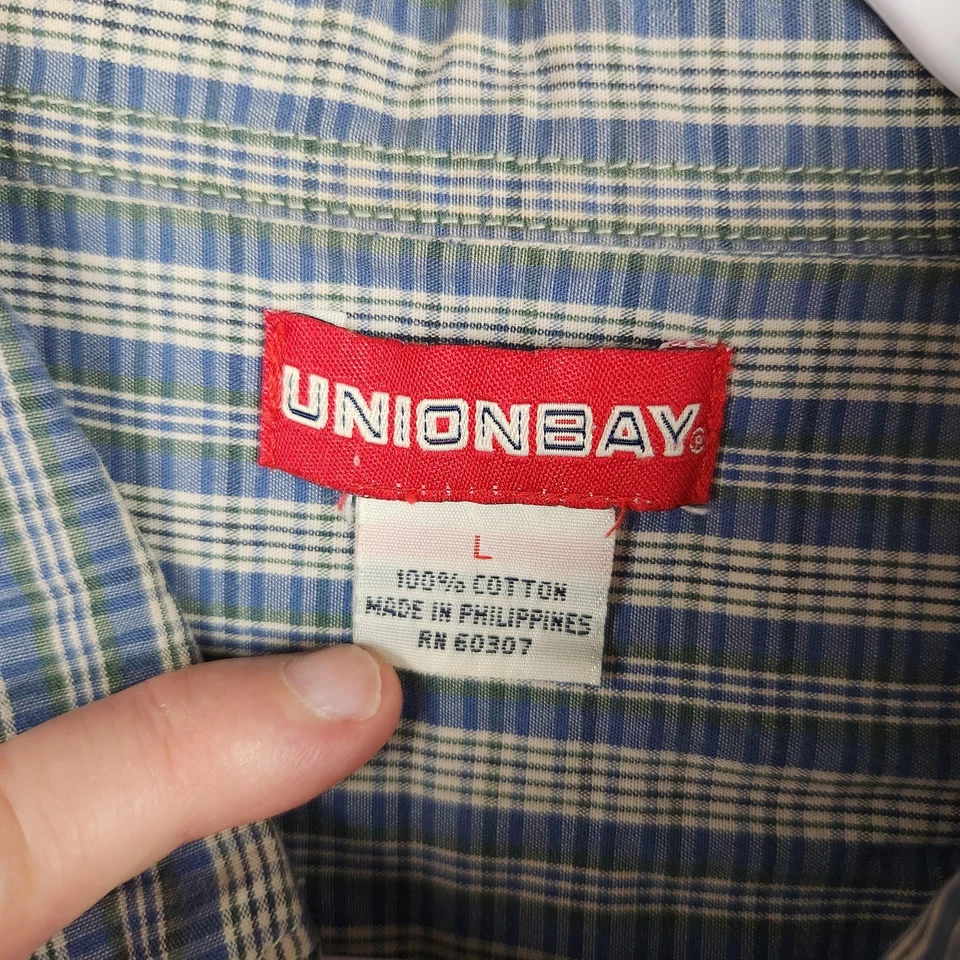 UNIONBAY®
L
100% COTTON
MADE IN PHILIPPINES
RN 60307